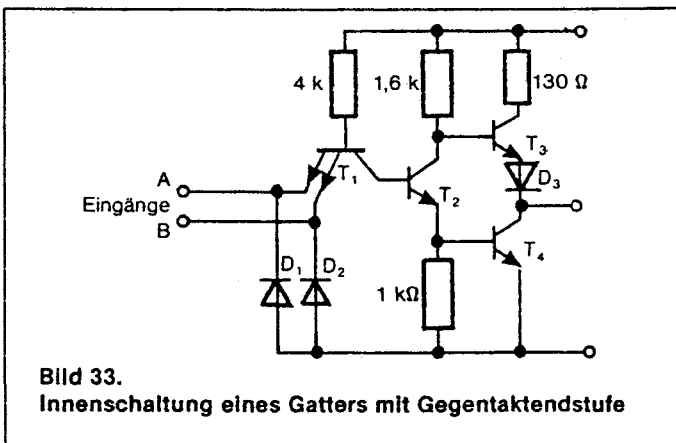 4 k 1,6 k 130 Ω
T3
A T1 D3
Eingänge T2
B
D1 D2 T4
1 kΩ
Bild 33.
Innenschaltung eines Gatters mit Gegentaktendstufe